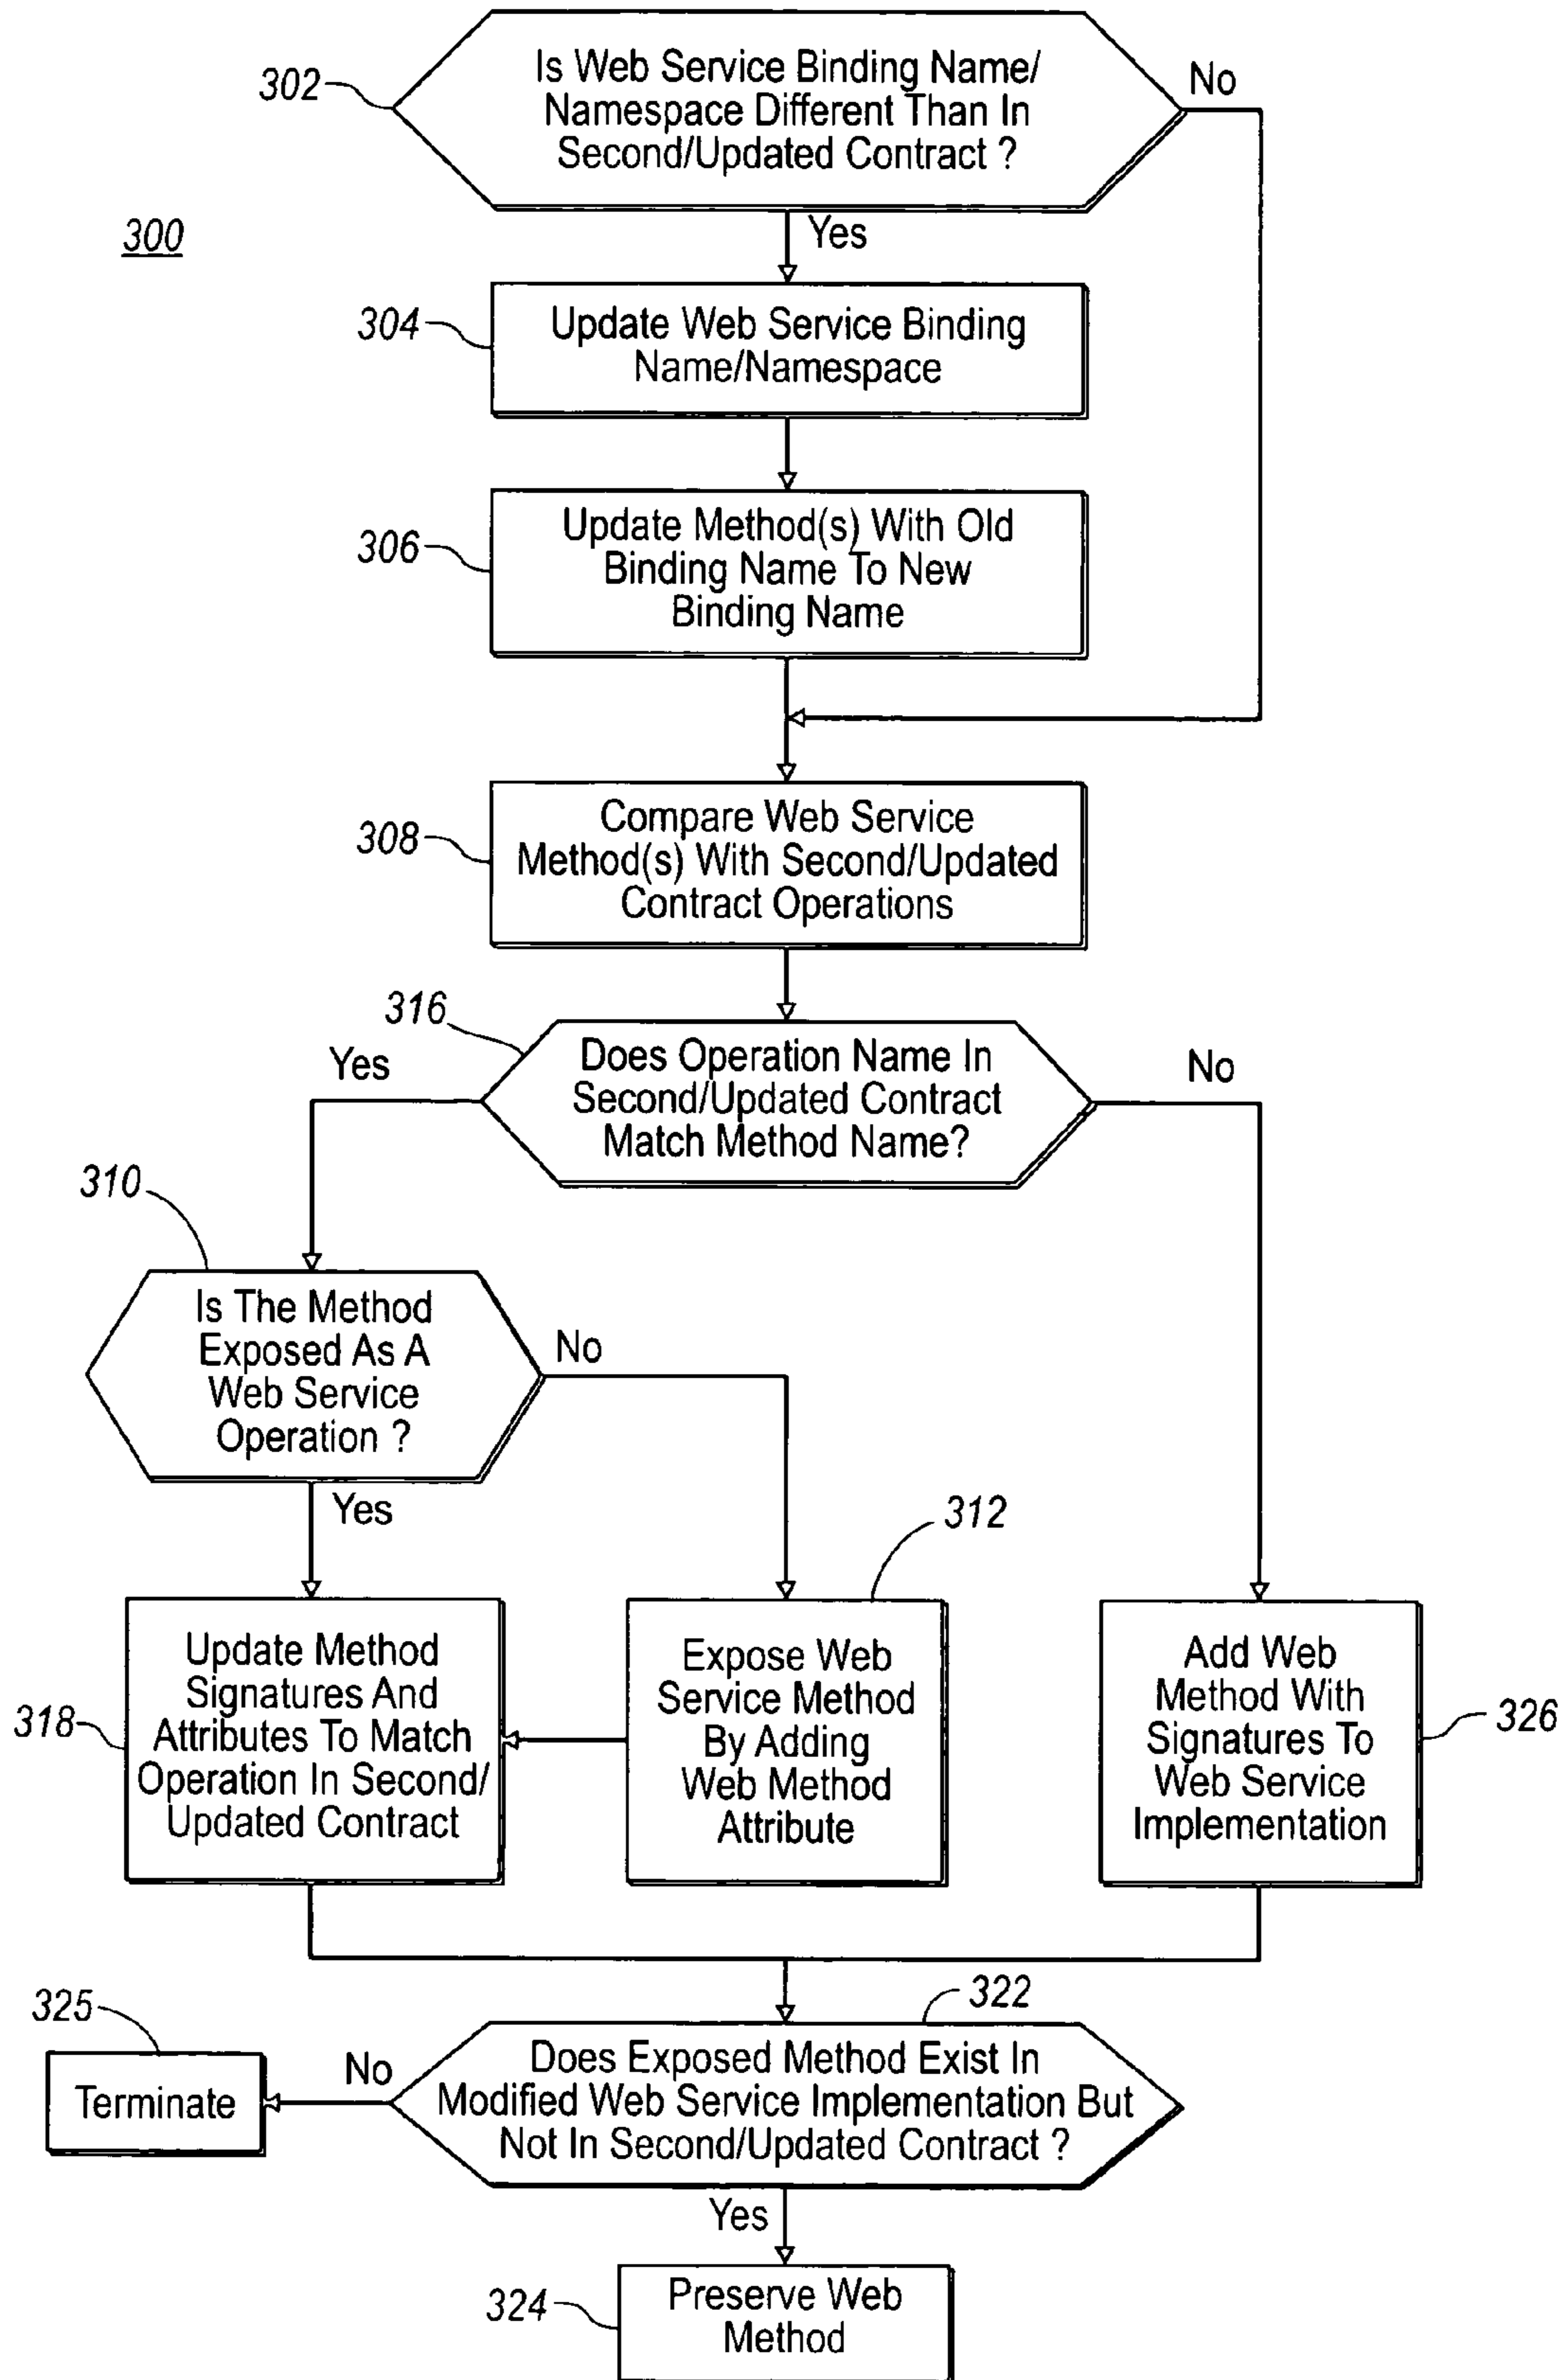 302
Is Web Service Binding Name/
Namespace Different Than In
Second/Updated Contract ?
No
300
Yes
304
Update Web Service Binding
Name/Namespace
306
Update Method(s) With Old
Binding Name To New
Binding Name
308
Compare Web Service
Method(s) With Second/Updated
Contract Operations
316
Yes
Does Operation Name In
Second/Updated Contract
Match Method Name?
No
310
Is The Method
Exposed As A
Web Service
Operation ?
No
Yes
312
318
Update Method
Signatures And
Attributes To Match
Operation In Second/
Updated Contract
Expose Web
Service Method
By Adding
Web Method
Attribute
Add Web
Method With
Signatures To
Web Service
Implementation
326
325
Terminate
No
322
Does Exposed Method Exist In
Modified Web Service Implementation But
Not In Second/Updated Contract ?
Yes
324
Preserve Web
Method